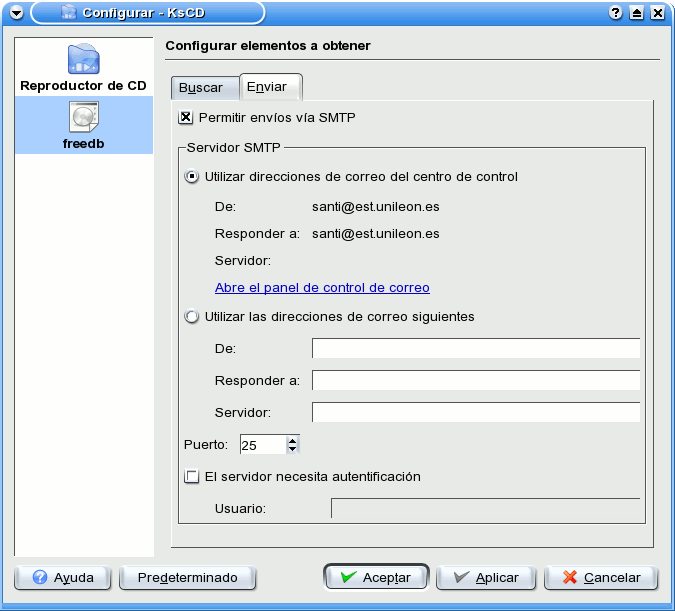 Configurar - KsCD
Configurar elementos a obtener
Reproductor de CD
freedb
Buscar
Enviar
Permitir envíos vía SMTP
Servidor SMTP
Utilizar direcciones de correo del centro de control
De: santi@est.unileon.es
Responder a: santi@est.unileon.es
Servidor:
Abre el panel de control de correo
Utilizar las direcciones de correo siguientes
De:
Responder a:
Servidor:
Puerto: 25
El servidor necesita autentificación
Usuario:
Ayuda
Predeterminado
Aceptar
Aplicar
Cancelar